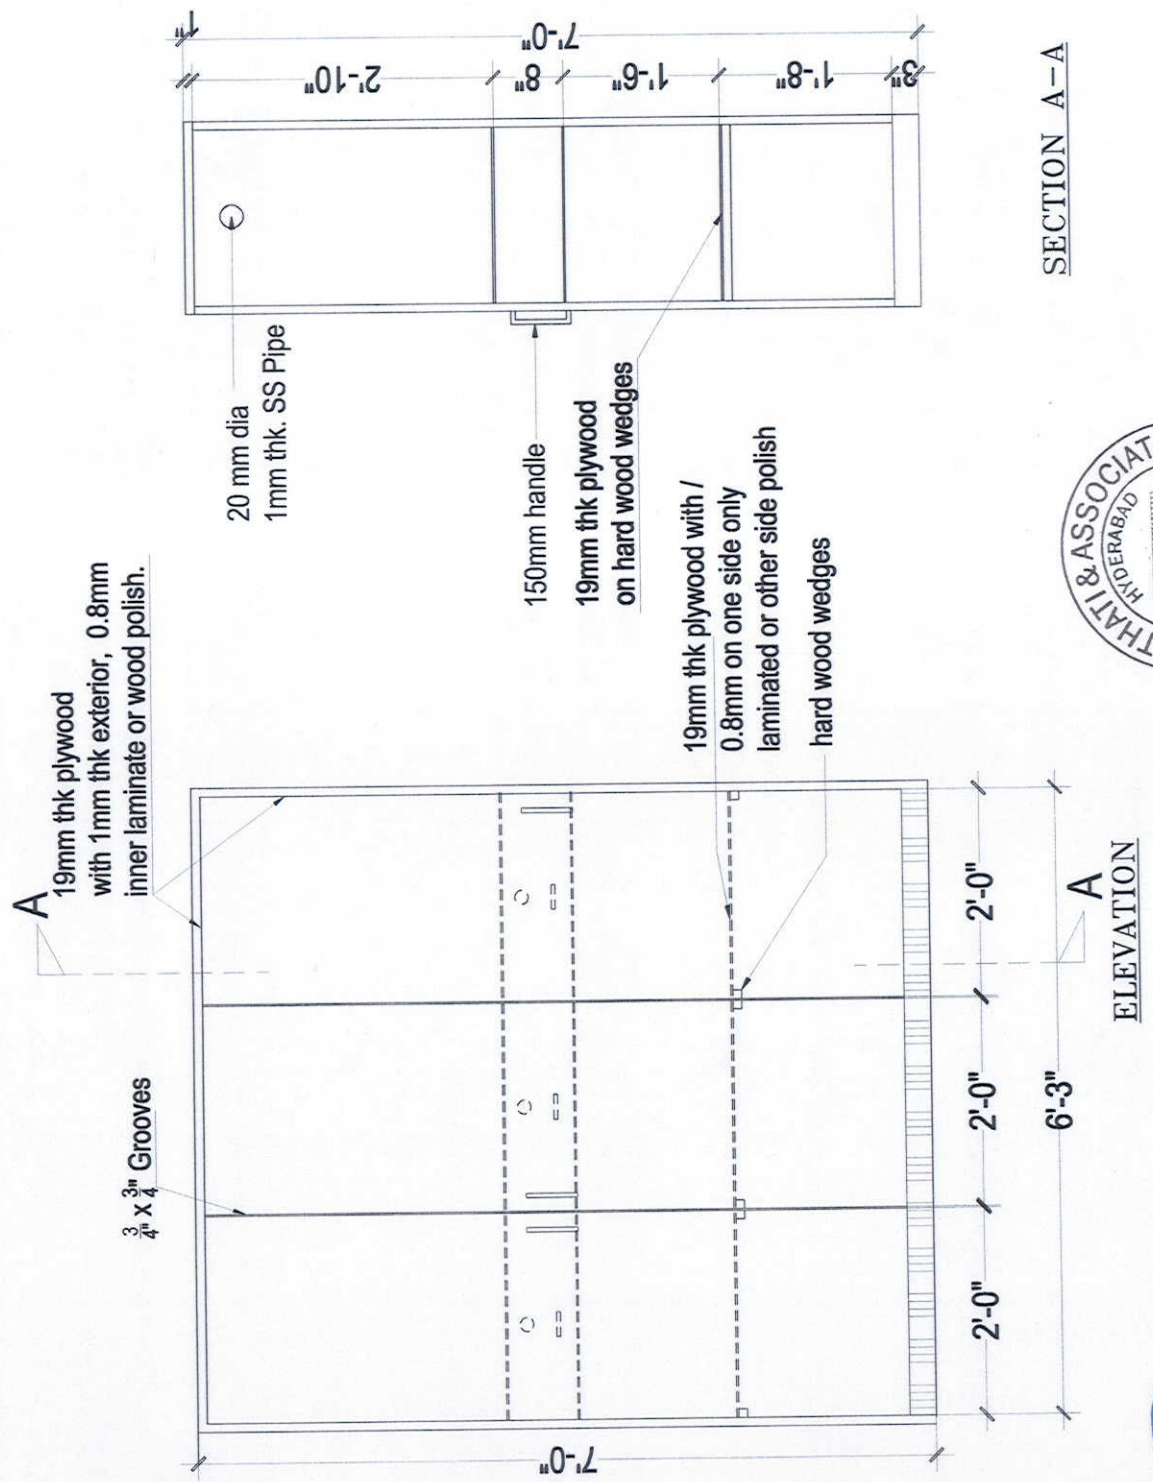 A
19mm thk plywood
with 1mm thk exterior, 0.8mm
inner laminate or wood polish.
3/4" x 3/4" Grooves
7'-0"
2'-0"
2'-0"
2'-0"
6'-3"
A
ELEVATION
19mm thk plywood with /
0.8mm on one side only
laminated or other side polish
hard wood wedges
20 mm dia
1mm thk. SS Pipe
150mm handle
19mm thk plywood
on hard wood wedges
1"
2'-10"
8"
1'-6"
1'-8"
3"
7'-0"
SECTION A-A
THATI & ASSOCIAT
HYDERABAD